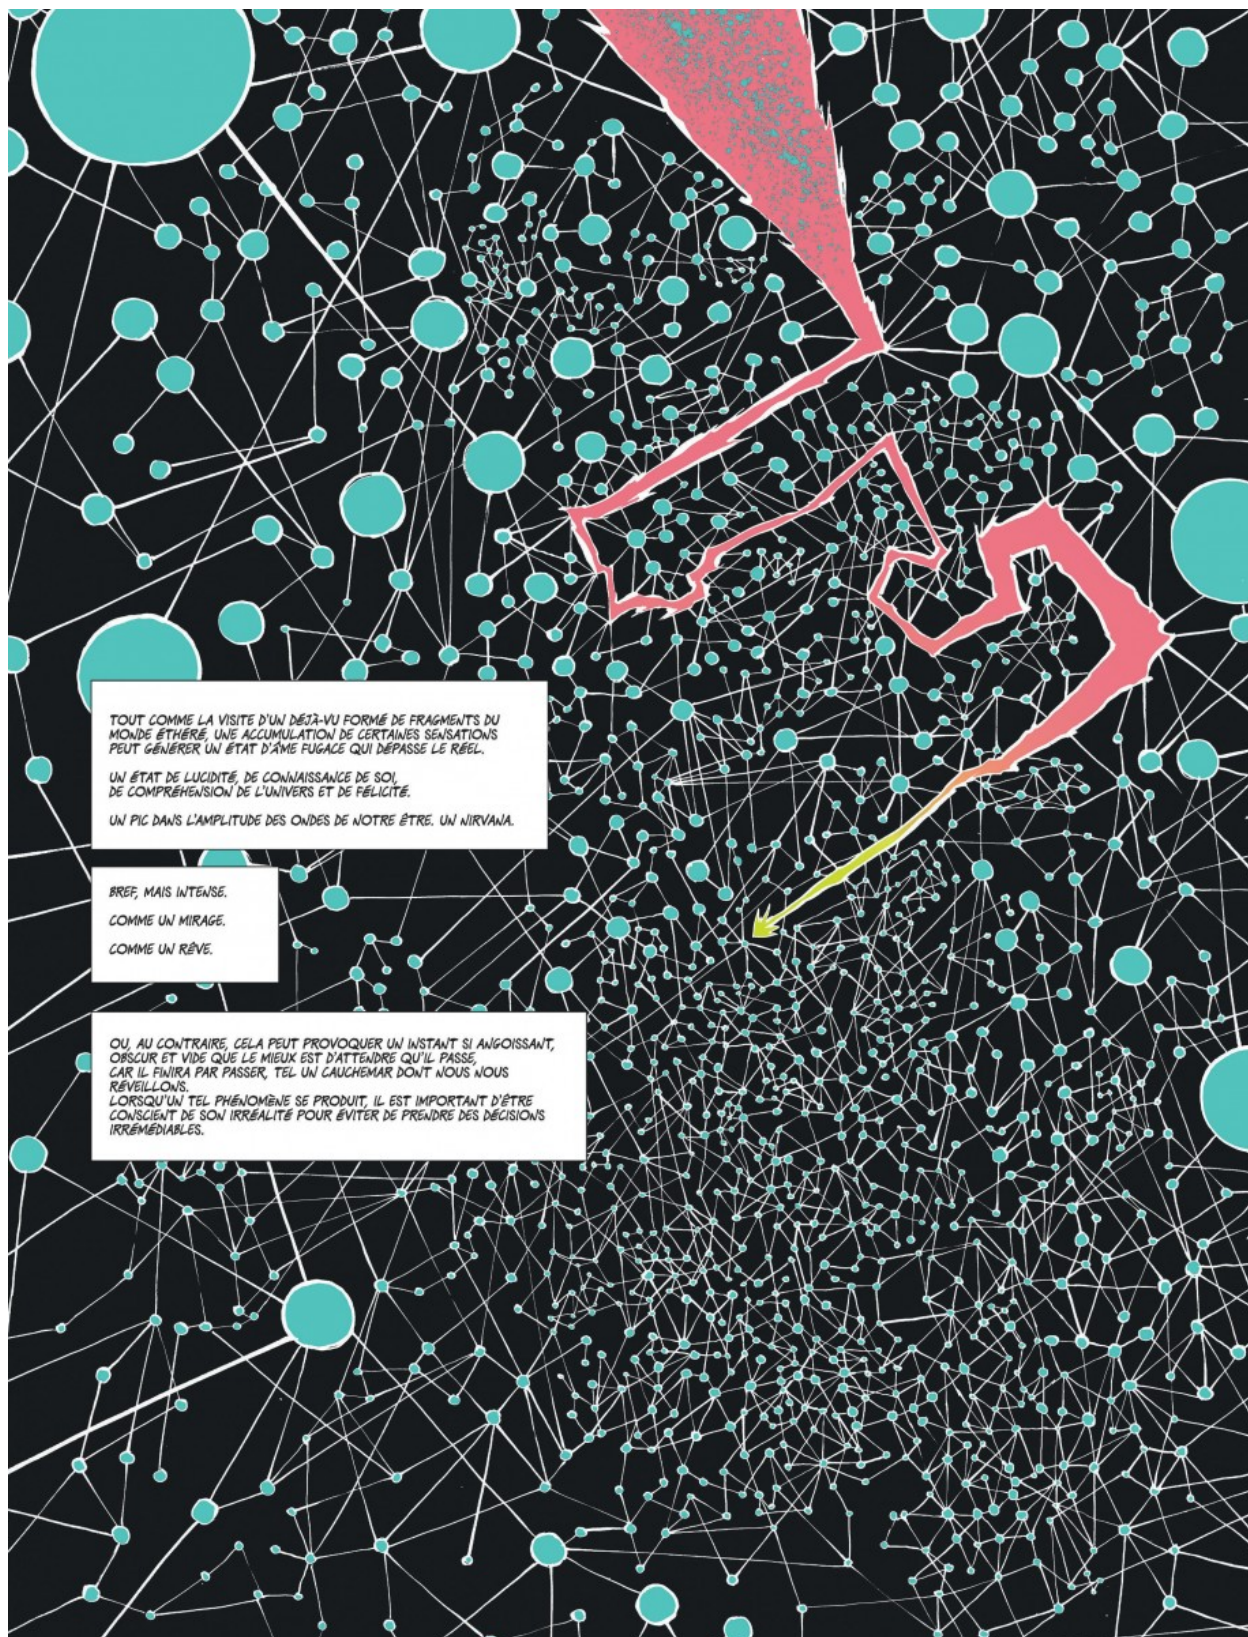 TOUT COMME LA VISITE D'UN DÉJÀ-VU FORMÉ DE FRAGMENTS DU
MONDE ÉTHÉRÉ, UNE ACCUMULATION DE CERTAINES SENSATIONS
PEUT GÉNÉRER UN ÉTAT D'ÂME FUGACE QUI DÉPASSE LE RÉEL.
UN ÉTAT DE LUCIDITÉ, DE CONNAISSANCE DE SOI,
DE COMPRÉHENSION DE L'UNIVERS ET DE FÉLICITÉ.
UN PIC DANS L'AMPLITUDE DES ONDES DE NOTRE ÊTRE. UN NIRVANA.
BREF, MAIS INTENSE.
COMME UN MIRAGE.
COMME UN RÊVE.
OU, AU CONTRAIRE, CELA PEUT PROVOQUER UN INSTANT SI ANGOISSANT,
OBSCUR ET VIDE QUE LE MIEUX EST D'ATTENDRE QU'IL PASSE,
CAR IL FINIRA PAR PASSER, TEL UN CAUCHEMAR DONT NOUS NOUS
RÉVEILLONS.
LORSQU'UN TEL PHÉNOMÈNE SE PRODUIT, IL EST IMPORTANT D'ÊTRE
CONSCIENT DE SON IRRÉALITÉ POUR ÉVITER DE PRENDRE DES DÉCISIONS
IRRÉMÉDIABLES.